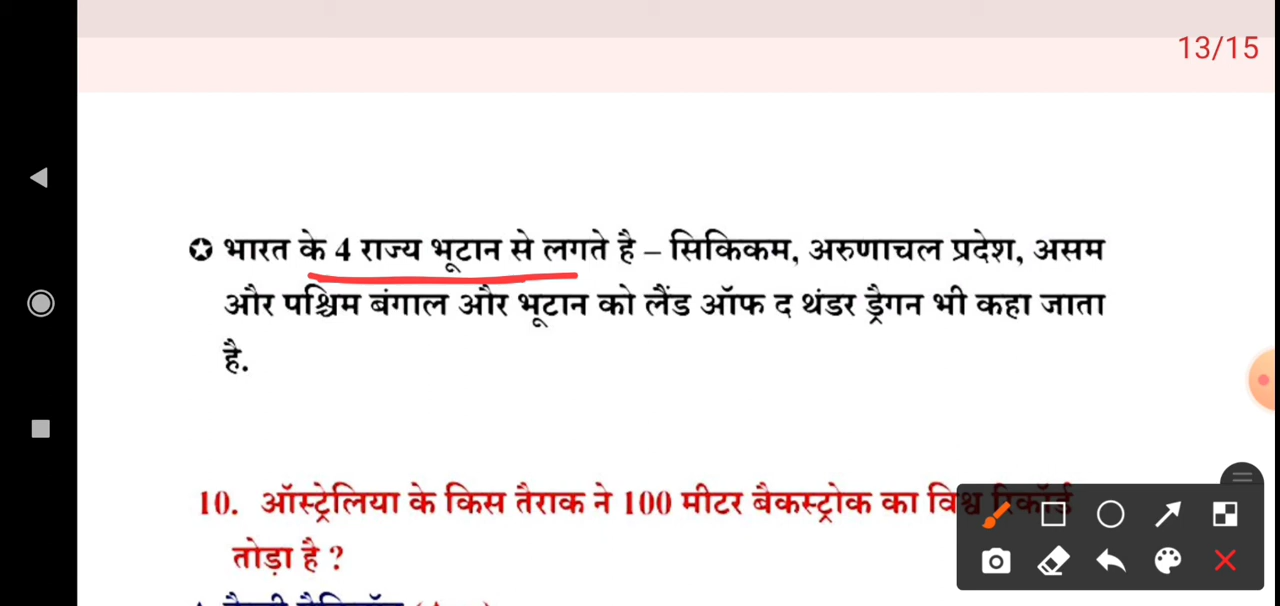 13/15
✪ भारत के 4 राज्य भूटान से लगते है – सिकिकम, अरुणाचल प्रदेश, असम
और पश्चिम बंगाल और भूटान को लैंड ऑफ द थंडर ड्रैगन भी कहा जाता
है.
10. ऑस्ट्रेलिया के किस तैराक ने 100 मीटर बैकस्ट्रोक का विश्व रिकॉर्ड
तोड़ा है ?